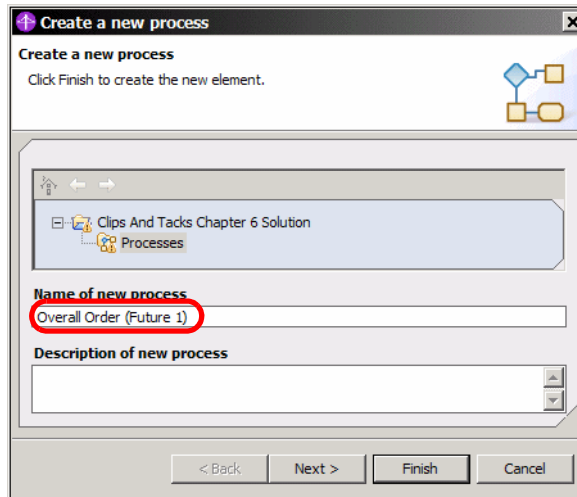 Create a new process
Create a new process
Click Finish to create the new element.
Clips And Tacks Chapter 6 Solution
Processes
Name of new process
Overall Order (Future 1)
Description of new process
< Back Next > Finish Cancel